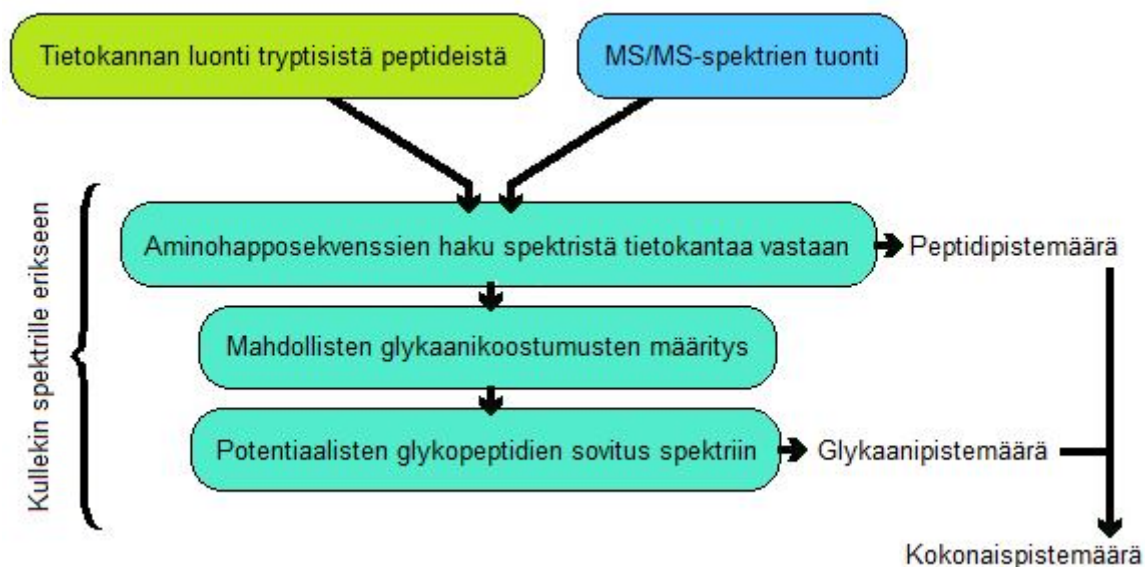 Tietokannan luonti tryptisistä peptideistä
MS/MS-spektrien tuonti
Kullekin spektrille erikseen
Aminohapposekvenssien haku spektristä tietokantaa vastaan
Peptidipistemäärä
Mahdollisten glykaanikoostumusten määritys
Potentiaalisten glykopeptidien sovitus spektriin
Glykaanipistemäärä
Kokonaispistemäärä